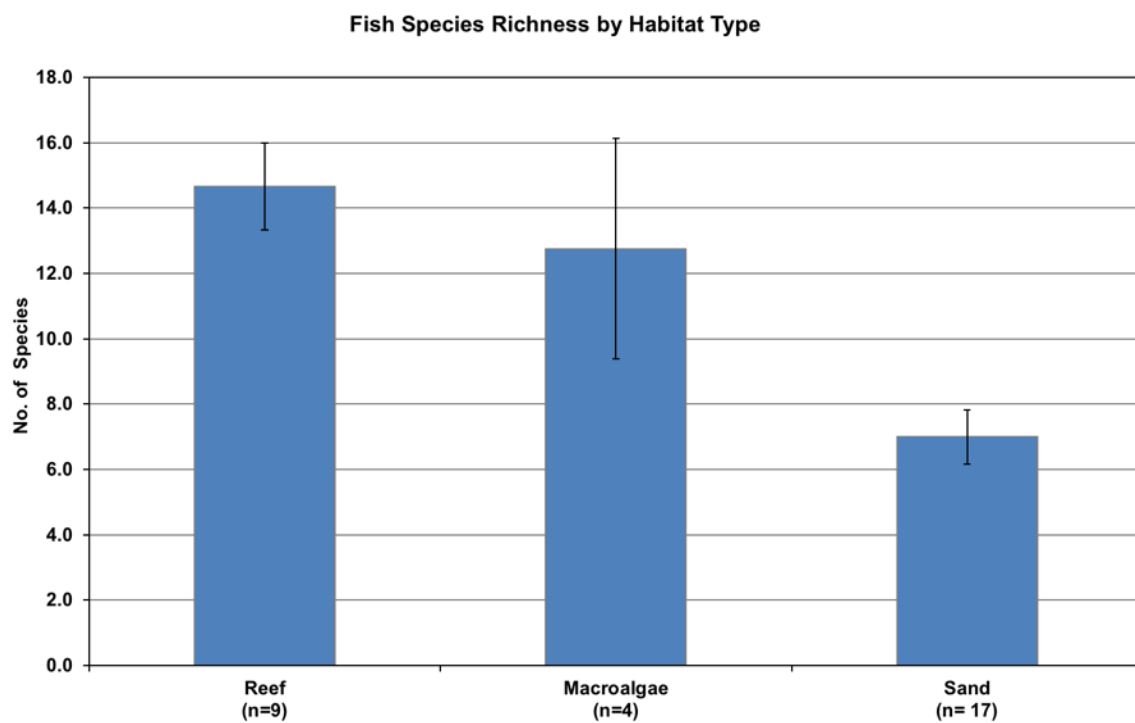 Fish Species Richness by Habitat Type
No. of Species
18.0
16.0
14.0
12.0
10.0
8.0
6.0
4.0
2.0
0.0
Reef
(n=9)
Macroalgae
(n=4)
Sand
(n= 17)